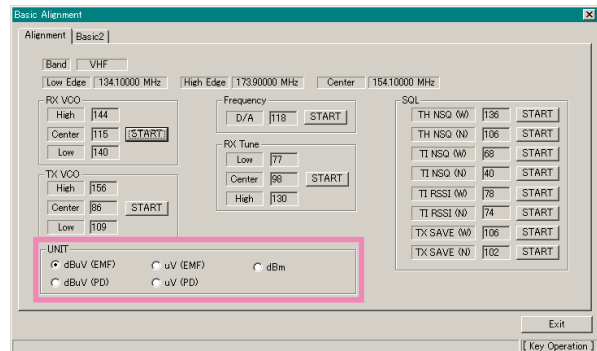 Basic Alignment
Alignment Basic2
Band VHF
Low Edge 134.10000 MHz High Edge 173.90000 MHz Center 154.10000 MHz
RX VCO
High 144
Center 115 START
Low 140
TX VCO
High 156
Center 86 START
Low 109
Frequency
D/A 118 START
RX Tune
Low 77
Center 98 START
High 130
SQL
TH NSQ (W) 136 START
TH NSQ (N) 106 START
TI NSQ (W) 68 START
TI NSQ (N) 40 START
TI RSSI (W) 78 START
TI RSSI (N) 74 START
TX SAVE (W) 106 START
TX SAVE (N) 102 START
UNIT
dBuV (EMF) uV (EMF) dBm
dBuV (PD) uV (PD)
Exit
[ Key Operation ]